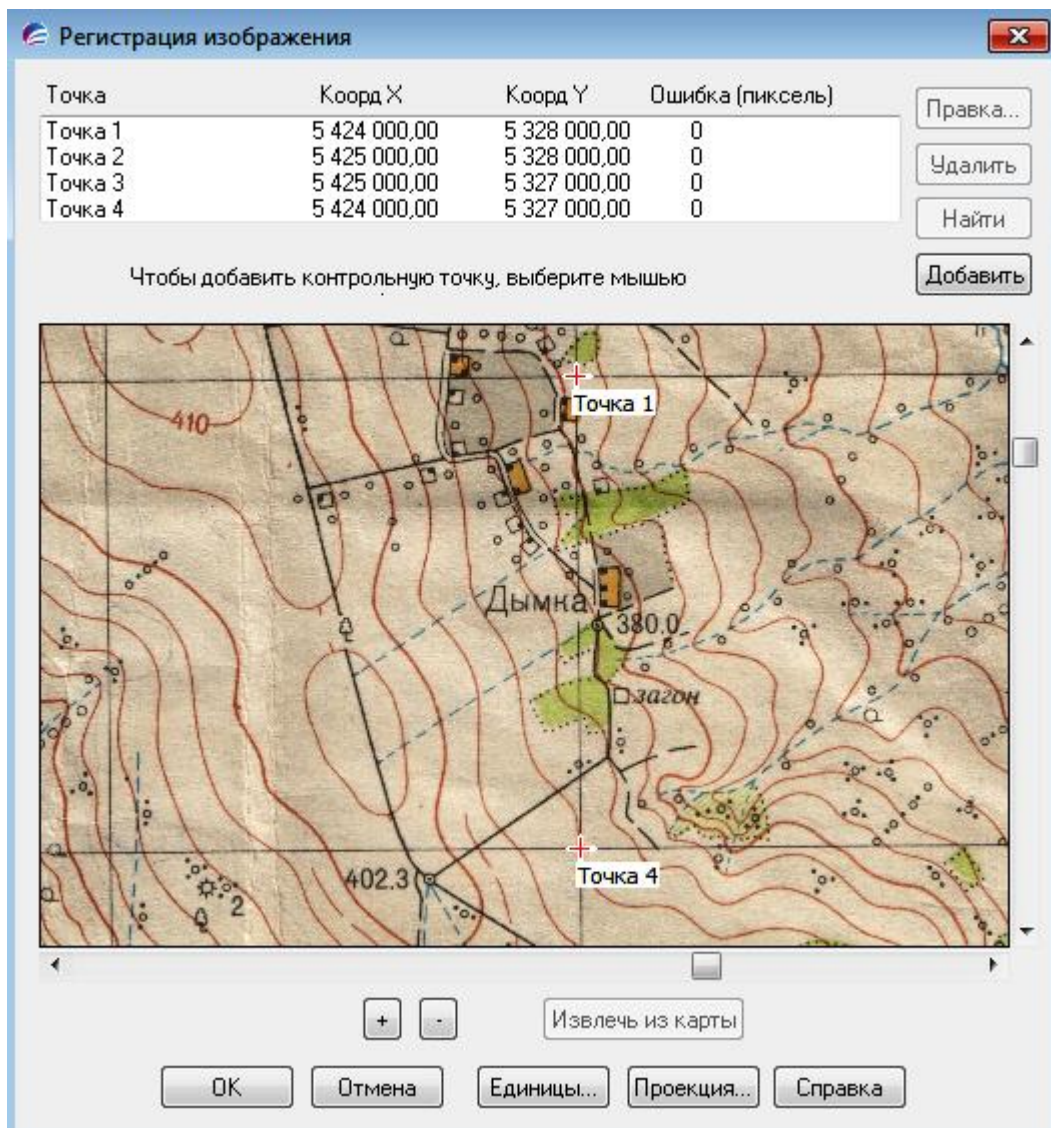 Регистрация изображения
Точка Коорд X Коорд Y Ошибка (пиксель)
Точка 1 5 424 000,00 5 328 000,00 0
Точка 2 5 425 000,00 5 328 000,00 0
Точка 3 5 425 000,00 5 327 000,00 0
Точка 4 5 424 000,00 5 327 000,00 0
Правка...
Удалить
Найти
Добавить
Чтобы добавить контрольную точку, выберите мышью
Точка 1
410
Дымка
380.0
загон
Точка 4
402.3
2
+ - Извлечь из карты
OK Отмена Единицы... Проекция... Справка